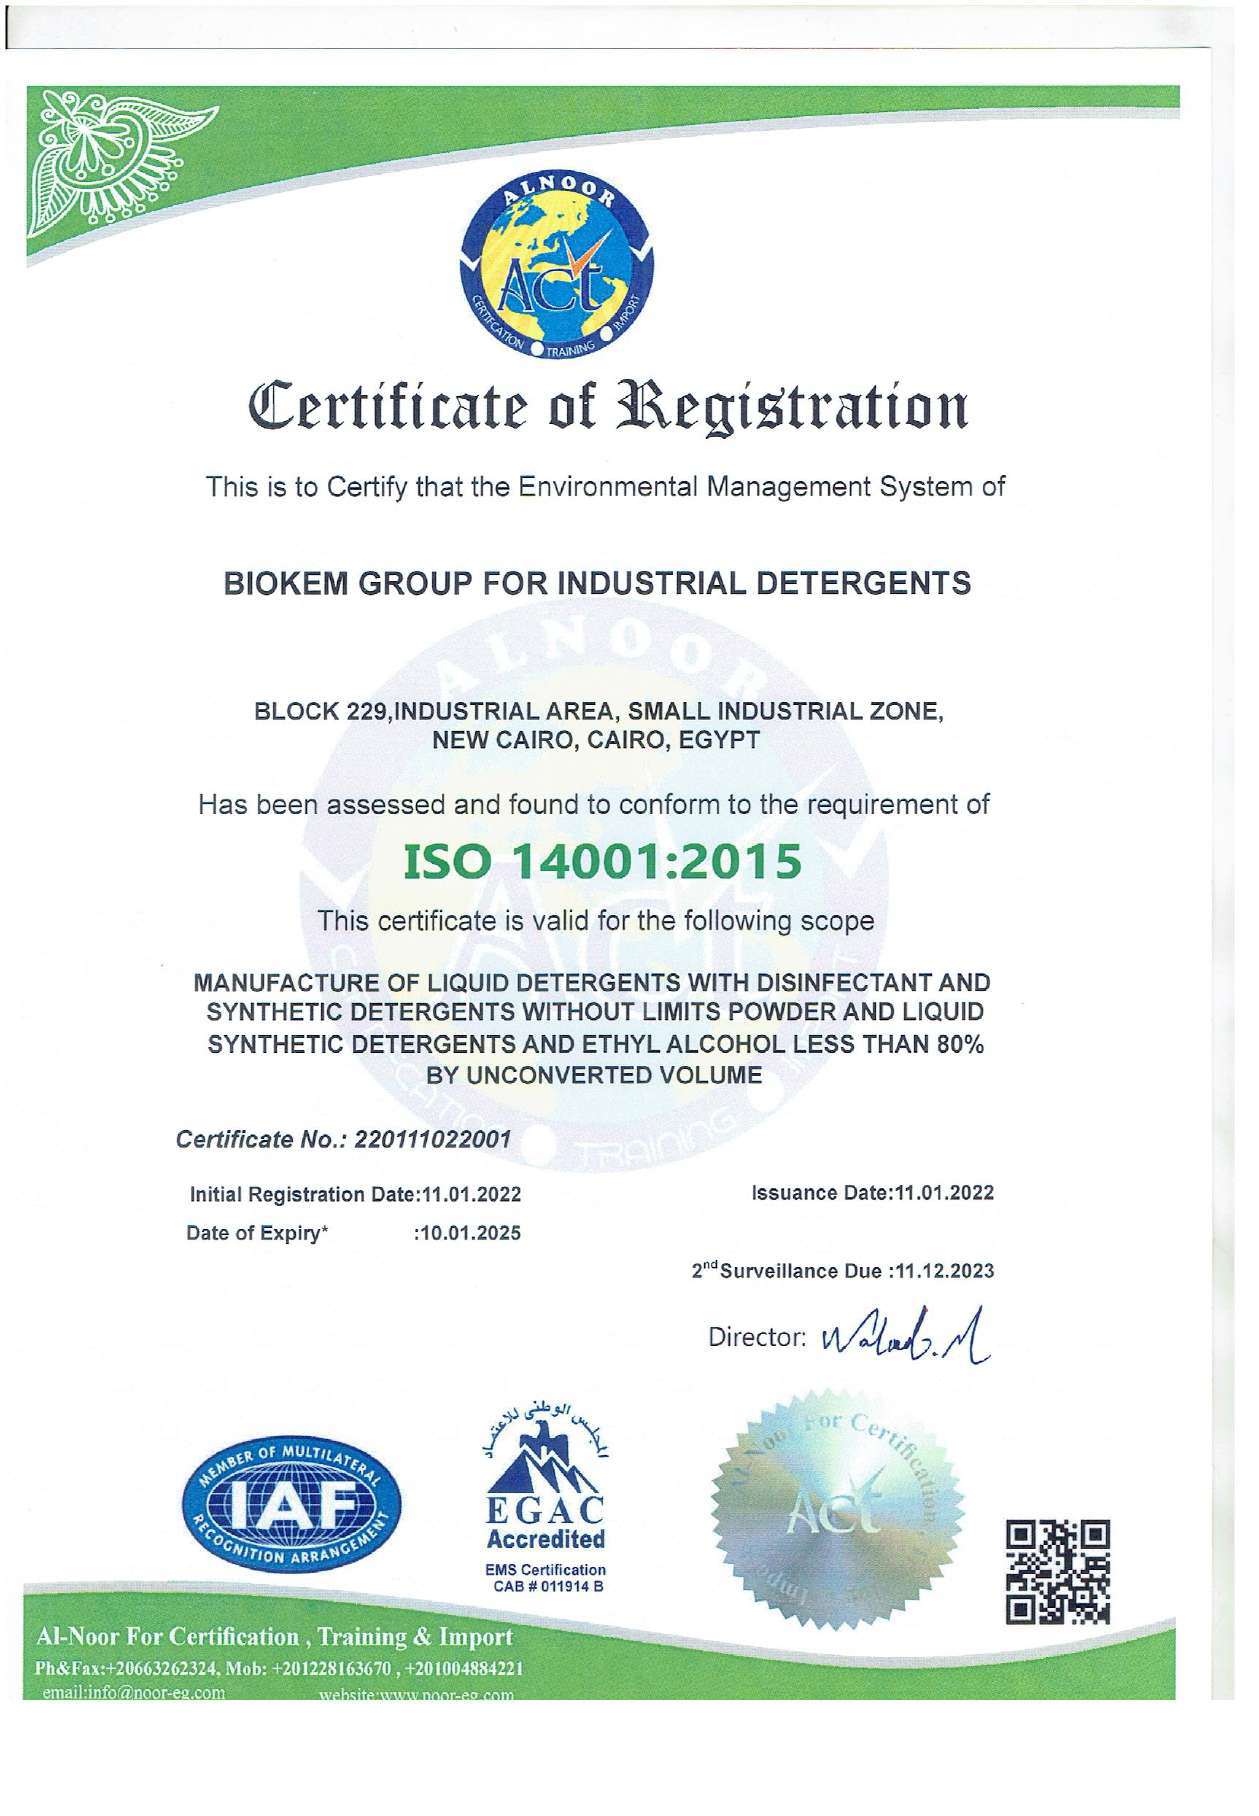 ALNOOR
ACT
CERTIFCATION TRAINING IMPORT
Certificate of Registration
This is to Certify that the Environmental Management System of
BIOKEM GROUP FOR INDUSTRIAL DETERGENTS
BLOCK 229,INDUSTRIAL AREA, SMALL INDUSTRIAL ZONE,
NEW CAIRO, CAIRO, EGYPT
Has been assessed and found to conform to the requirement of
ISO 14001:2015
This certificate is valid for the following scope
MANUFACTURE OF LIQUID DETERGENTS WITH DISINFECTANT AND
SYNTHETIC DETERGENTS WITHOUT LIMITS POWDER AND LIQUID
SYNTHETIC DETERGENTS AND ETHYL ALCOHOL LESS THAN 80%
BY UNCONVERTED VOLUME
Certificate No.: 220111022001
Initial Registration Date:11.01.2022
Issuance Date:11.01.2022
Date of Expiry* :10.01.2025
2nd Surveillance Due :11.12.2023
Director:
MEMBER OF MULTILATERAL
IAF
RECOGNITION ARRANGEMENT
المجلس الوطنى للاعتماد
EGAC
Accredited
EMS Certification
CAB # 011914 B
Al-Noor For Certification
ACT
Al-Noor For Certification , Training & Import
Ph&Fax:+20663262324, Mob: +201228163670 , +201004884221
email:info@noor-eg.com website:www.noor-eg.com